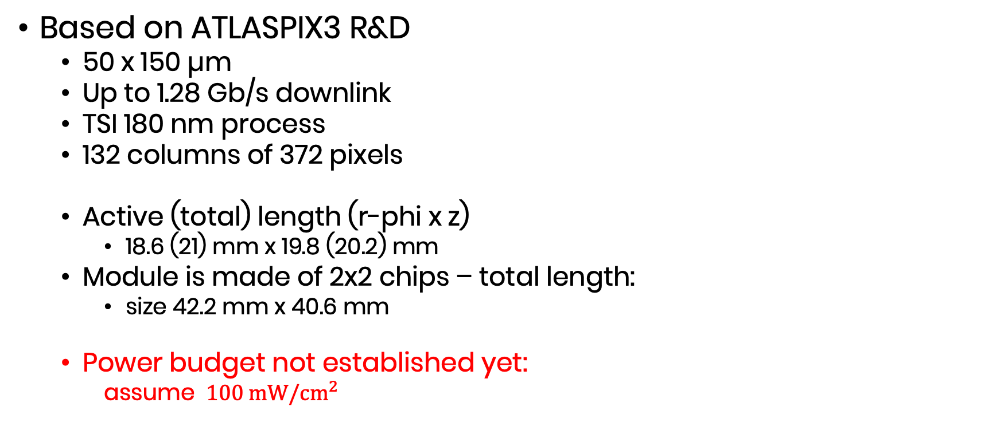 • Based on ATLASPIX3 R&D
• 50 x 150 µm
• Up to 1.28 Gb/s downlink
• TSI 180 nm process
• 132 columns of 372 pixels
• Active (total) length (r-phi x z)
• 18.6 (21) mm x 19.8 (20.2) mm
• Module is made of 2x2 chips – total length:
• size 42.2 mm x 40.6 mm
• Power budget not established yet:
assume 100 mW/cm²